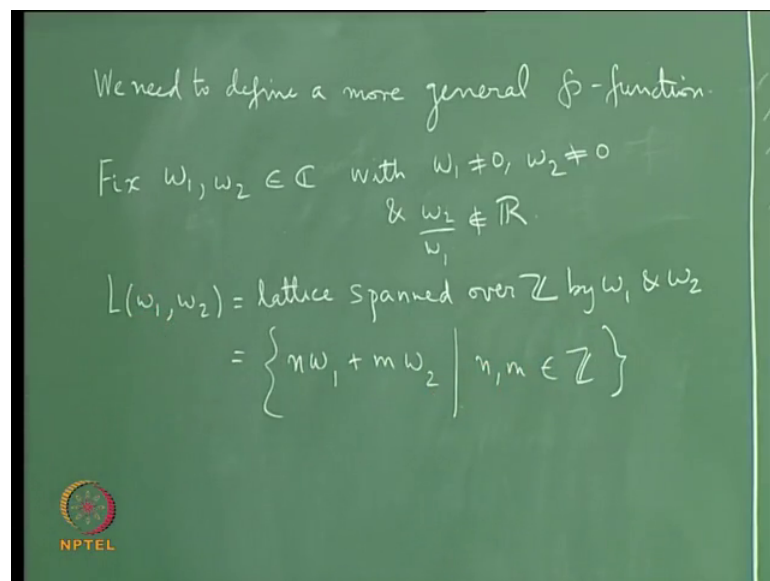 We need to define a more general ℘-function.
Fix ω₁, ω₂ ∈ ℂ with ω₁ ≠ 0, ω₂ ≠ 0
& ω₂/ω₁ ∉ ℝ.
L(ω₁, ω₂) = lattice spanned over ℤ by ω₁ & ω₂
= { nω₁ + mω₂ | n, m ∈ ℤ }
NPTEL